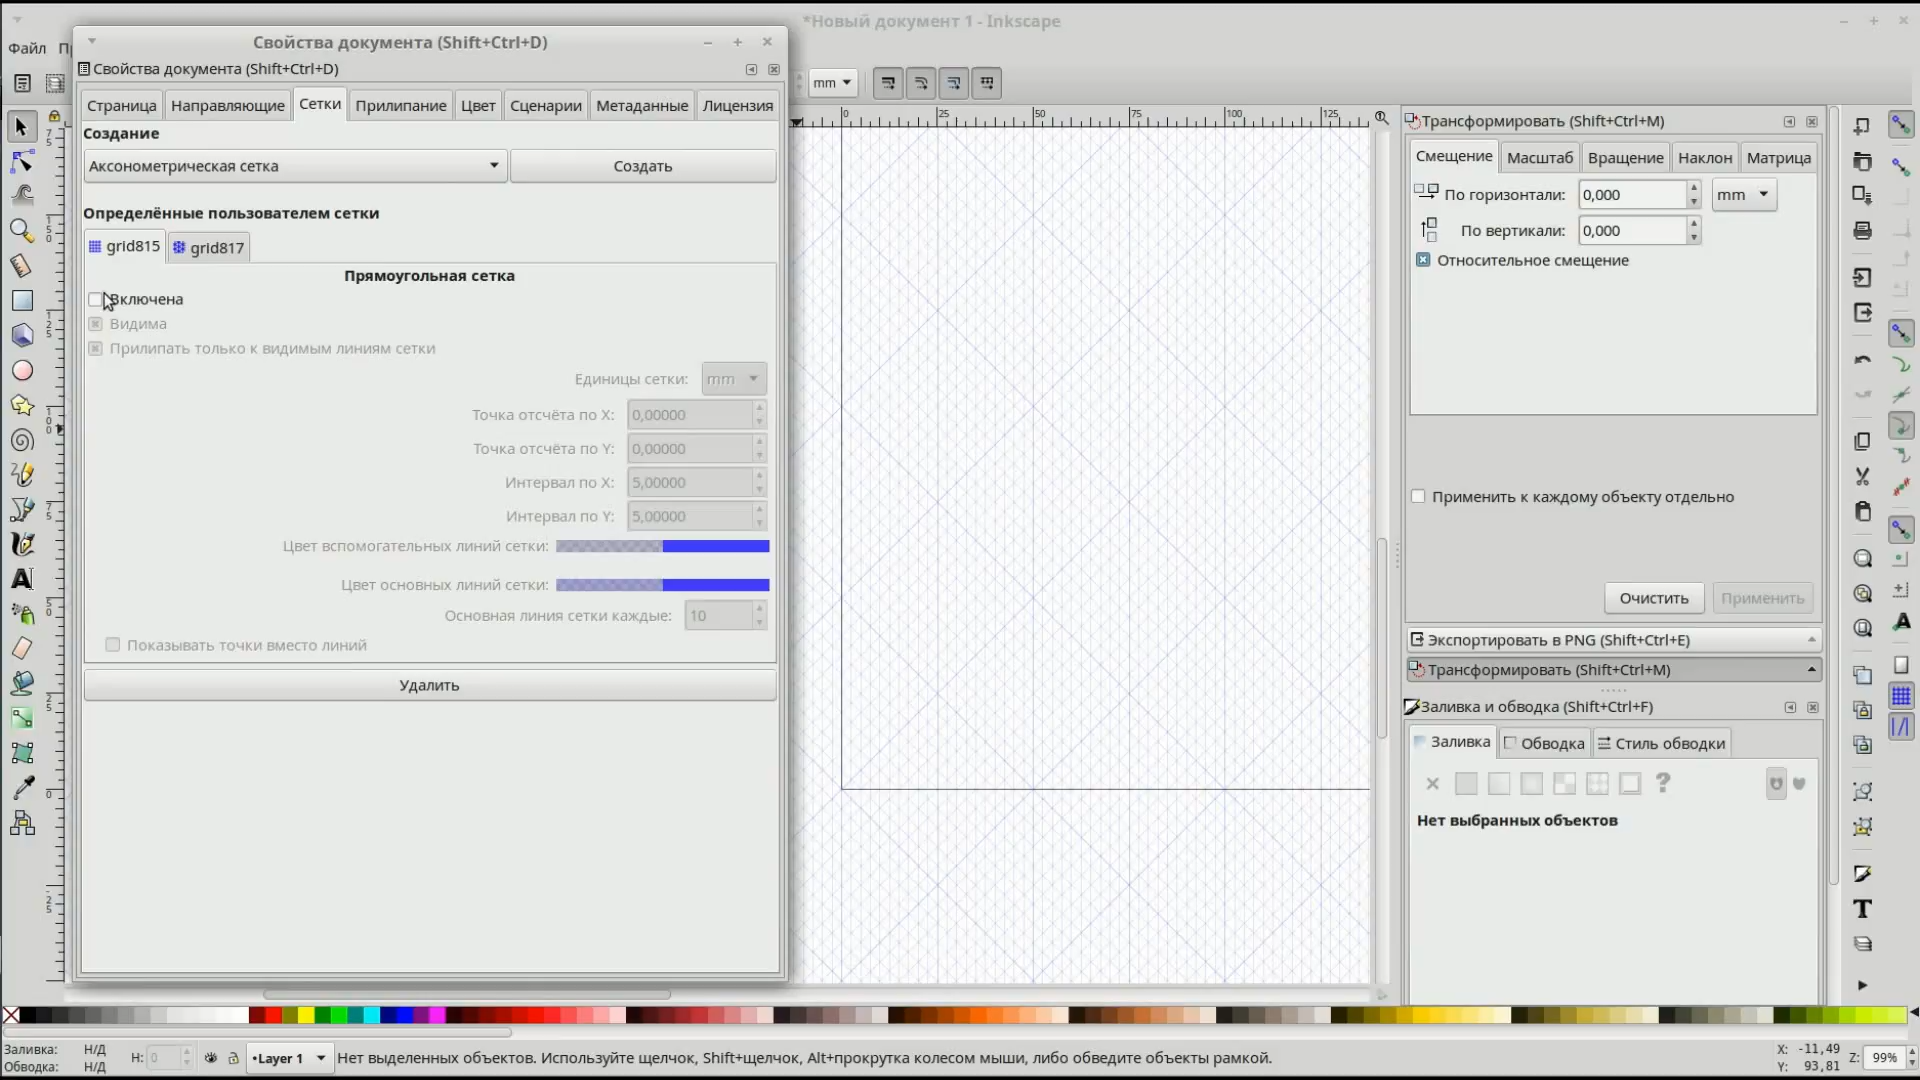 *Новый документ 1 - Inkscape
Свойства документа (Shift+Ctrl+D)
Файл
Свойства документа (Shift+Ctrl+D)
mm
Страница
Направляющие
Сетки
Прилипание
Цвет
Сценарии
Метаданные
Лицензия
Создание
Аксонометрическая сетка
Создать
Определённые пользователем сетки
grid815
grid817
Прямоугольная сетка
Включена
Видима
Прилипать только к видимым линиям сетки
Единицы сетки: mm
Точка отсчёта по X: 0,00000
Точка отсчёта по Y: 0,00000
Интервал по X: 5,00000
Интервал по Y: 5,00000
Цвет вспомогательных линий сетки:
Цвет основных линий сетки:
Основная линия сетки каждые: 10
Показывать точки вместо линий
Удалить
0 25 50 75 100 125
Трансформировать (Shift+Ctrl+M)
Смещение
Масштаб
Вращение
Наклон
Матрица
По горизонтали: 0,000 mm
По вертикали: 0,000
Относительное смещение
Применить к каждому объекту отдельно
Очистить
Применить
Экспортировать в PNG (Shift+Ctrl+E)
Трансформировать (Shift+Ctrl+M)
Заливка и обводка (Shift+Ctrl+F)
Заливка
Обводка
Стиль обводки
Нет выбранных объектов
Заливка: Н/Д
Обводка: Н/Д
Н: 0
•Layer 1
Нет выделенных объектов. Используйте щелчок, Shift+щелчок, Alt+прокрутка колесом мыши, либо обведите объекты рамкой.
X: -11,49
Y: 93,81
Z: 99%